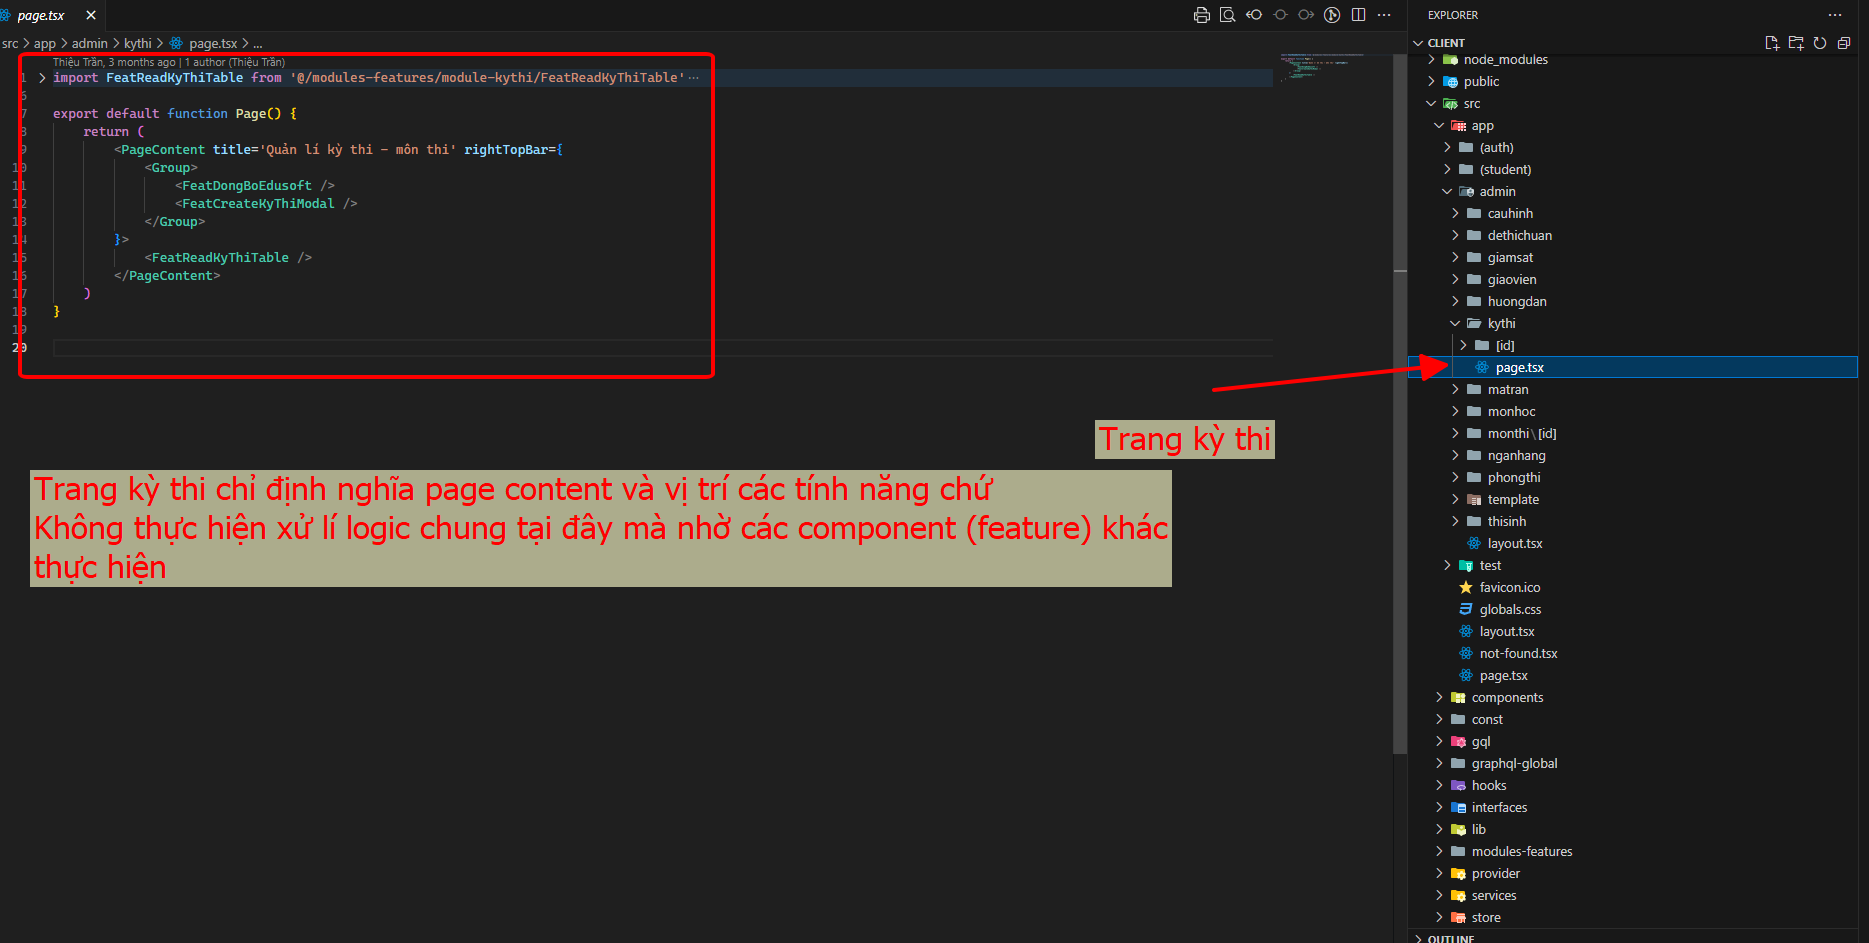 page.tsx
src > app > admin > kythi > page.tsx > ...
Thiệu Trần, 3 months ago | 1 author (Thiệu Trần)
1 import FeatReadKyThiTable from '@/modules-features/module-kythi/FeatReadKyThiTable' ...
6
7 export default function Page() {
8 return (
9 <PageContent title='Quản lí kỳ thi - môn thi' rightTopBar={
10 <Group>
11 <FeatDongBoEdusoft />
12 <FeatCreateKyThiModal />
13 </Group>
14 }>
15 <FeatReadKyThiTable />
16 </PageContent>
17 )
18 }
19
20
Trang kỳ thi
Trang kỳ thi chỉ định nghĩa page content và vị trí các tính năng chứ
Không thực hiện xử lí logic chung tại đây mà nhờ các component (feature) khác
thực hiện
EXPLORER
CLIENT
node_modules
public
src
app
(auth)
(student)
admin
cauhinh
dethichuan
giamsat
giaovien
huongdan
kythi
[id]
page.tsx
matran
monhoc
monthi\[id]
nganhang
phongthi
template
thisinh
layout.tsx
test
favicon.ico
globals.css
layout.tsx
not-found.tsx
page.tsx
components
const
gql
graphql-global
hooks
interfaces
lib
modules-features
provider
services
store
OUTLINE